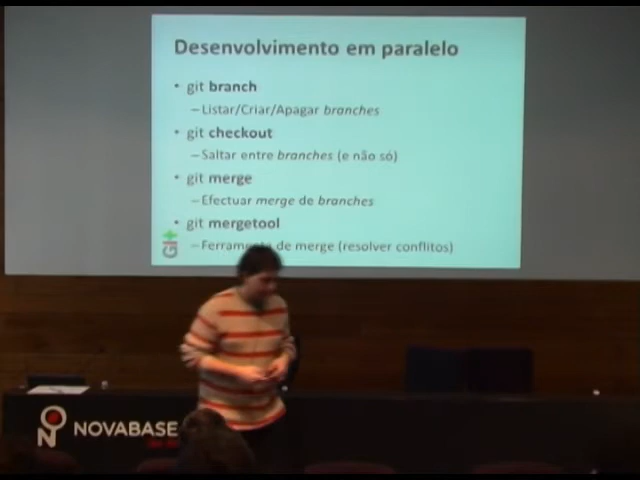 Desenvolvimento em paralelo
• git branch
–Listar/Criar/Apagar branches
• git checkout
–Saltar entre branches (e não só)
• git merge
–Efectuar merge de branches
• git mergetool
–Ferramenta de merge (resolver conflitos)
Git
NOVABASE